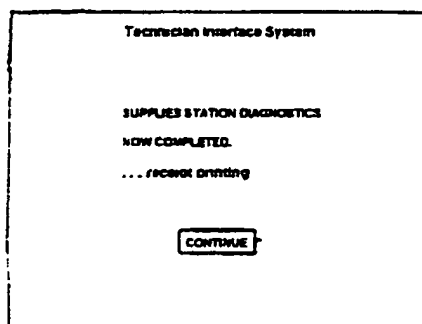 Technician Interface System
SUPPLIES STATION DIAGNOSTICS
NOW COMPLETED.
... receipt printing
CONTINUE